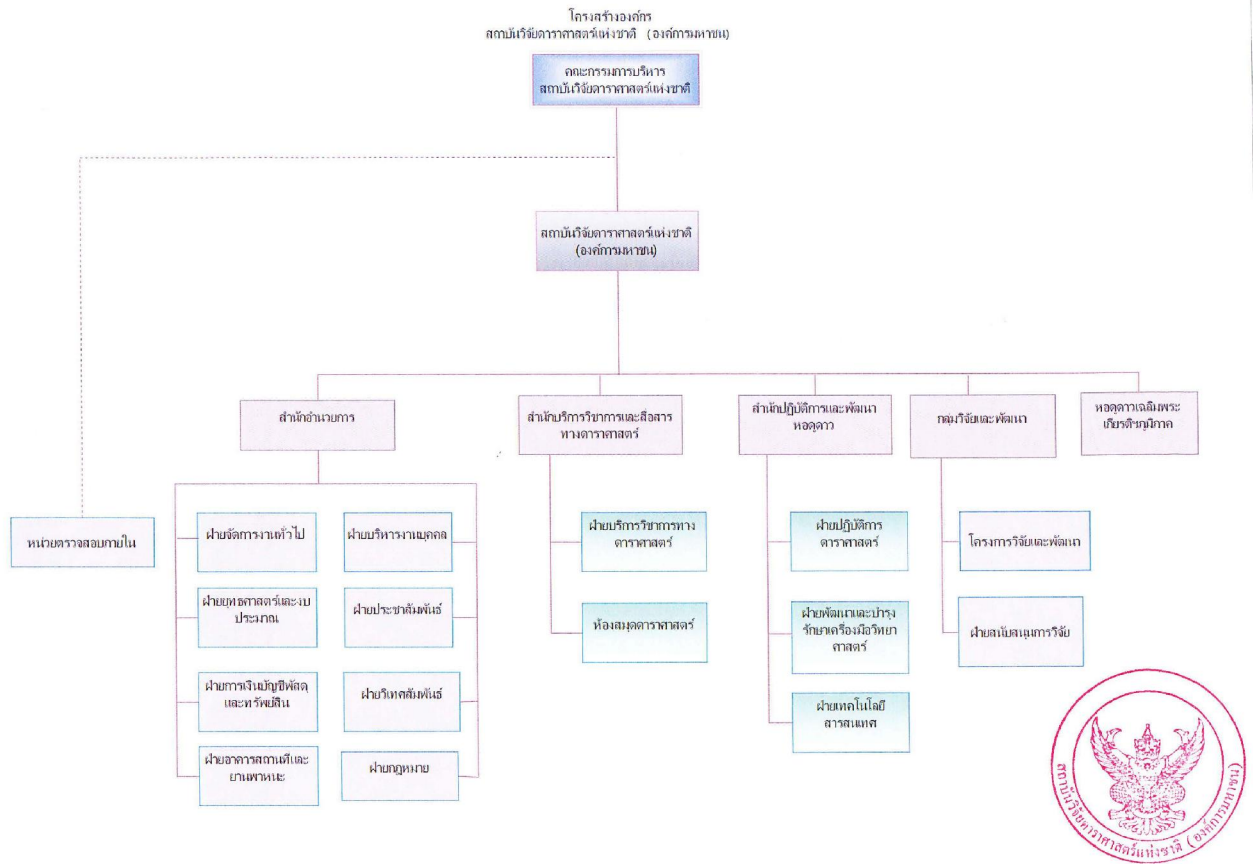 โครงสร้างองค์กร
สถาบันวิจัยดาราศาสตร์แห่งชาติ (องค์การมหาชน)
คณะกรรมการบริหาร
สถาบันวิจัยดาราศาสตร์แห่งชาติ
สถาบันวิจัยดาราศาสตร์แห่งชาติ
(องค์การมหาชน)
สำนักอำนวยการ
สำนักบริการวิชาการและสื่อสาร
ทางดาราศาสตร์
สำนักปฏิบัติการและพัฒนา
หอดูดาว
กลุ่มวิจัยและพัฒนา
หอดูดาวเฉลิมพระ
เกียรติฯภูมิภาค
หน่วยตรวจสอบภายใน
ฝ่ายจัดการงานทั่วไป
ฝ่ายบริหารงานบุคคล
ฝ่ายยุทธศาสตร์และงบ
ประมาณ
ฝ่ายประชาสัมพันธ์
ฝ่ายการเงินบัญชีพัสดุ
และทรัพย์สิน
ฝ่ายวิเทศสัมพันธ์
ฝ่ายอาคารสถานที่และ
ยานพาหนะ
ฝ่ายกฎหมาย
ฝ่ายบริการวิชาการทาง
ดาราศาสตร์
ห้องสมุดดาราศาสตร์
ฝ่ายปฏิบัติการ
ดาราศาสตร์
ฝ่ายพัฒนาและบำรุง
รักษาเครื่องมือวิทยา
ศาสตร์
ฝ่ายเทคโนโลยี
สารสนเทศ
โครงการวิจัยและพัฒนา
ฝ่ายสนับสนุนการวิจัย
สถาบันวิจัยดาราศาสตร์แห่งชาติ (องค์การมหาชน)